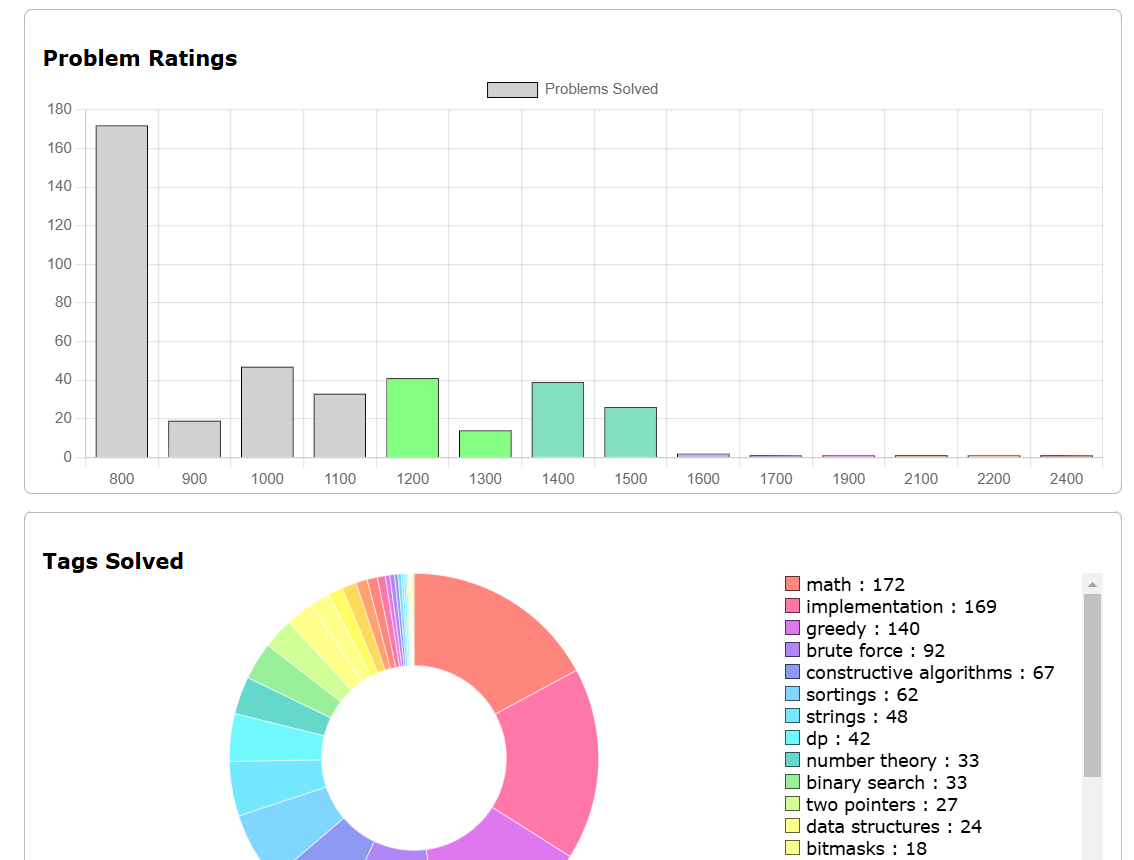 Problem Ratings
Problems Solved
180
160
140
120
100
80
60
40
20
0
800 900 1000 1100 1200 1300 1400 1500 1600 1700 1900 2100 2200 2400
Tags Solved
math : 172
implementation : 169
greedy : 140
brute force : 92
constructive algorithms : 67
sortings : 62
strings : 48
dp : 42
number theory : 33
binary search : 33
two pointers : 27
data structures : 24
bitmasks : 18